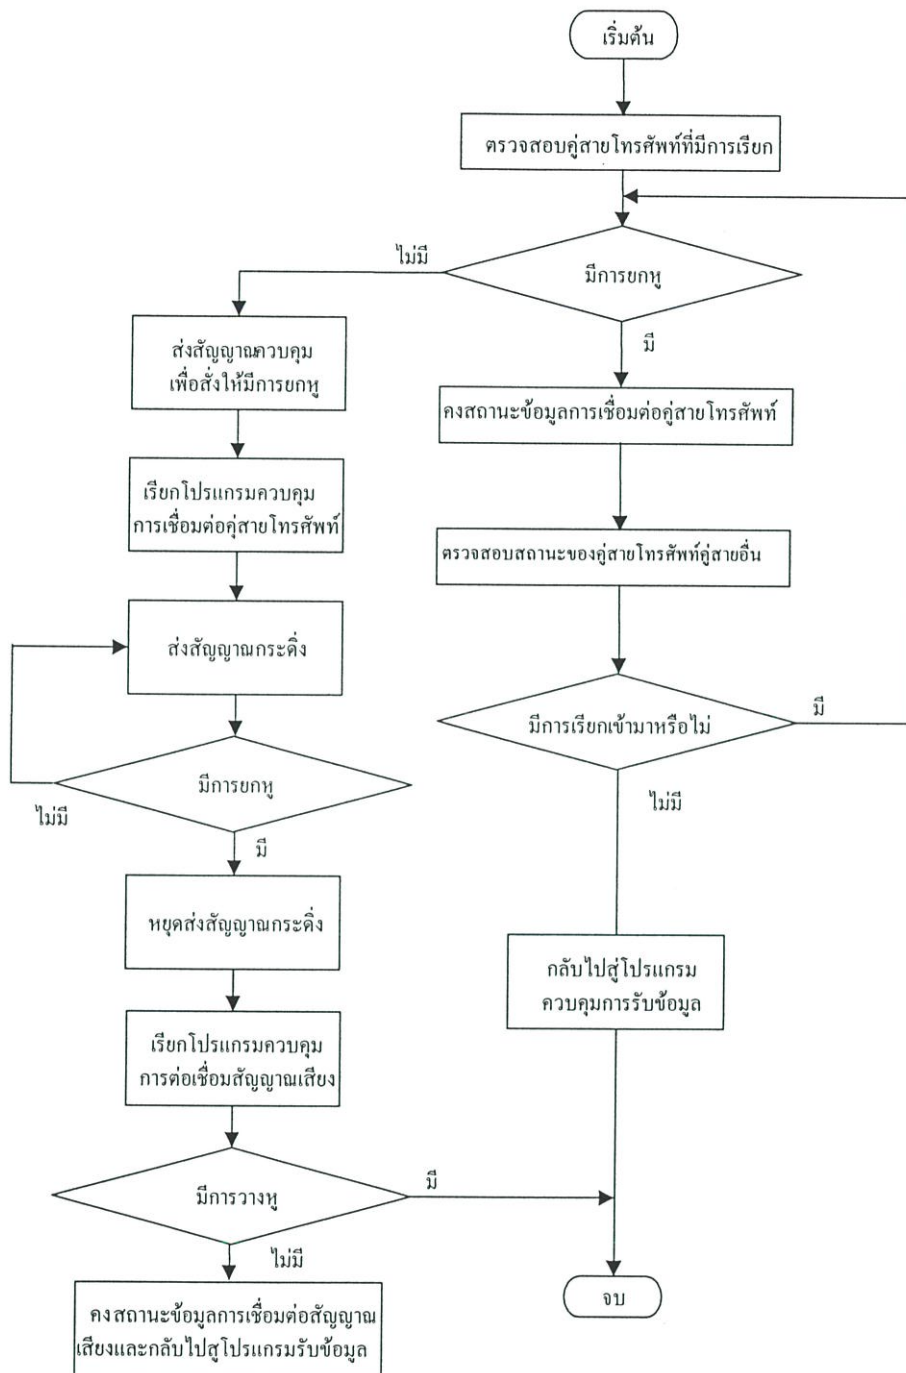 เริ่มต้น
ตรวจสอบคู่สายโทรศัพท์ที่มีการเรียก
มีการยกหู
ไม่มี
มี
ส่งสัญญาณควบคุม
เพื่อสั่งให้มีการยกหู
เรียกโปรแกรมควบคุม
การเชื่อมต่อคู่สายโทรศัพท์
ส่งสัญญาณกระดิ่ง
มีการยกหู
ไม่มี
มี
หยุดส่งสัญญาณกระดิ่ง
เรียกโปรแกรมควบคุม
การต่อเชื่อมสัญญาณเสียง
มีการวางหู
มี
ไม่มี
คงสถานะข้อมูลการเชื่อมต่อสัญญาณ
เสียงและกลับไปสู่โปรแกรมรับข้อมูล
คงสถานะข้อมูลการเชื่อมต่อคู่สายโทรศัพท์
ตรวจสอบสถานะของคู่สายโทรศัพท์คู่สายอื่น
มีการเรียกเข้ามาหรือไม่
มี
ไม่มี
กลับไปสู่โปรแกรม
ควบคุมการรับข้อมูล
จบ